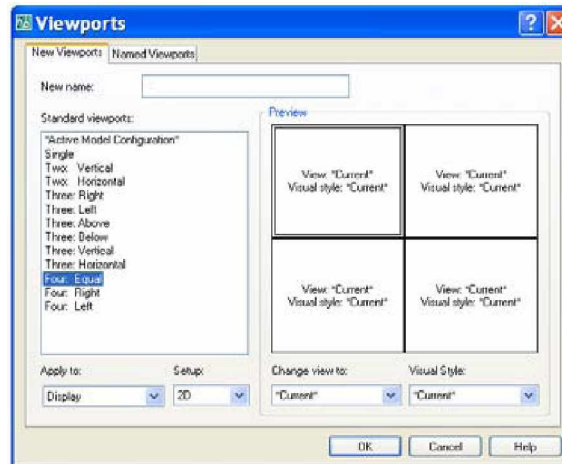 Viewports
New Viewports
Named Viewports
New name:
Standard viewports:
*Active Model Configuration*
Single
Two: Vertical
Two: Horizontal
Three: Right
Three: Left
Three: Above
Three: Below
Three: Vertical
Three: Horizontal
Four: Equal
Four: Right
Four: Left
Preview
View: *Current*
Visual style: *Current*
View: *Current*
Visual style: *Current*
View: *Current*
Visual style: *Current*
View: *Current*
Visual style: *Current*
Apply to:
Display
Setup:
2D
Change view to:
*Current*
Visual Style:
*Current*
OK
Cancel
Help